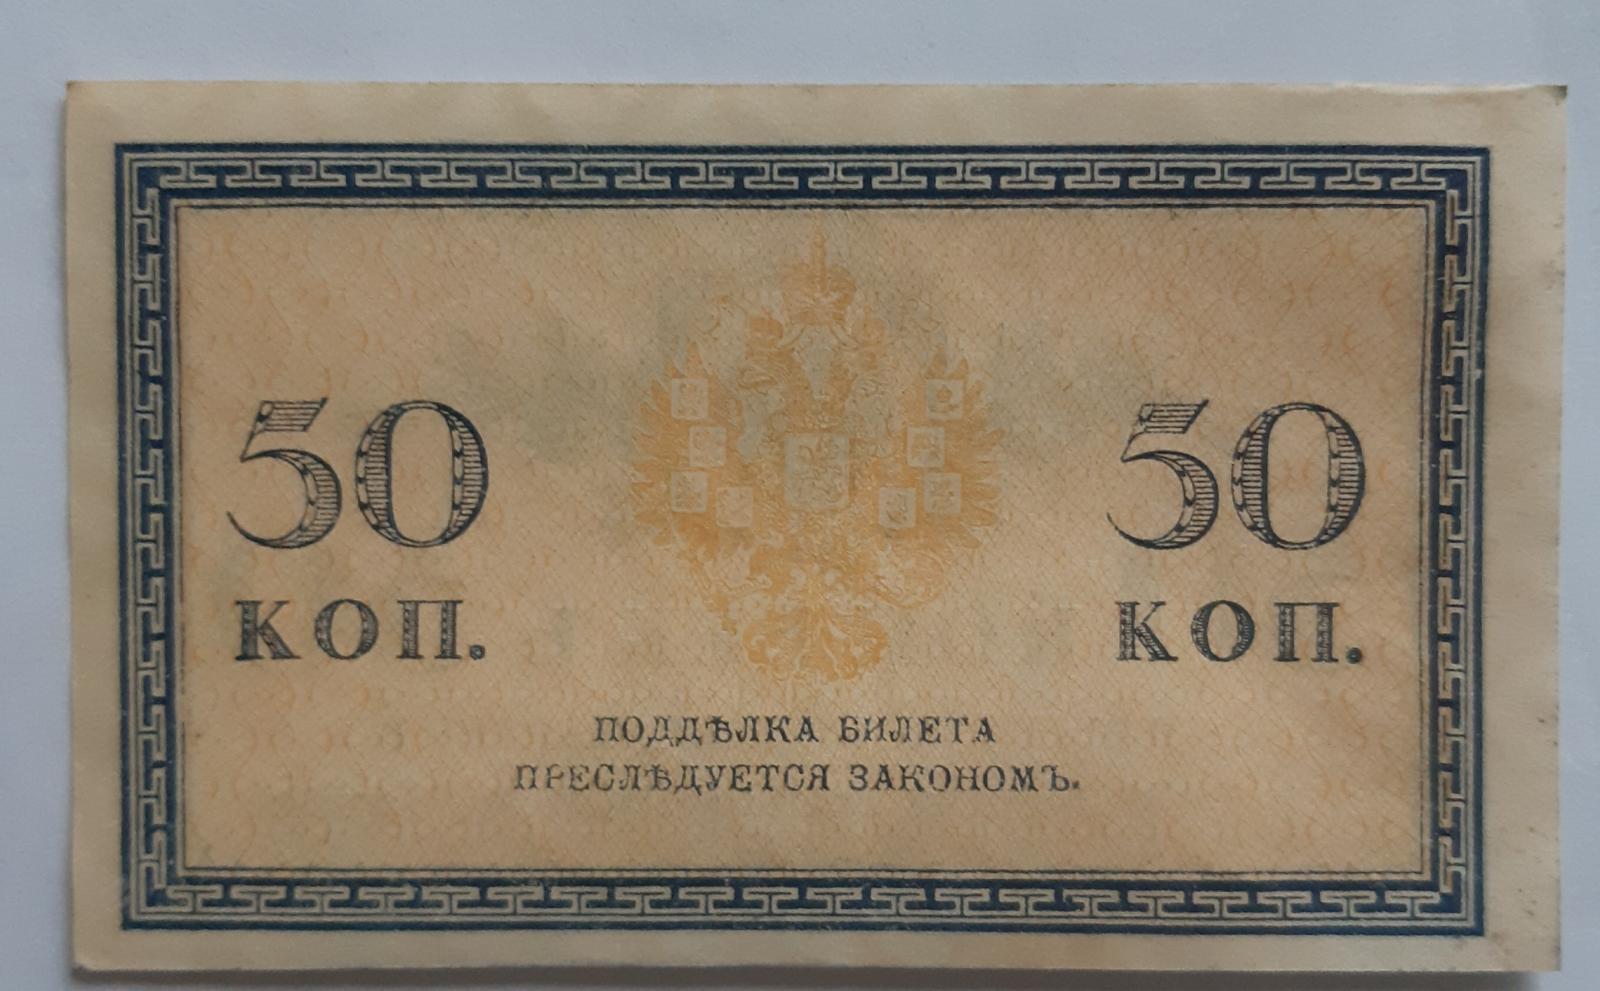 50 50
КОП. КОП.
ПОДДѢЛКА БИЛЕТА
ПРЕСЛѢДУЕТСЯ ЗАКОНОМЪ.